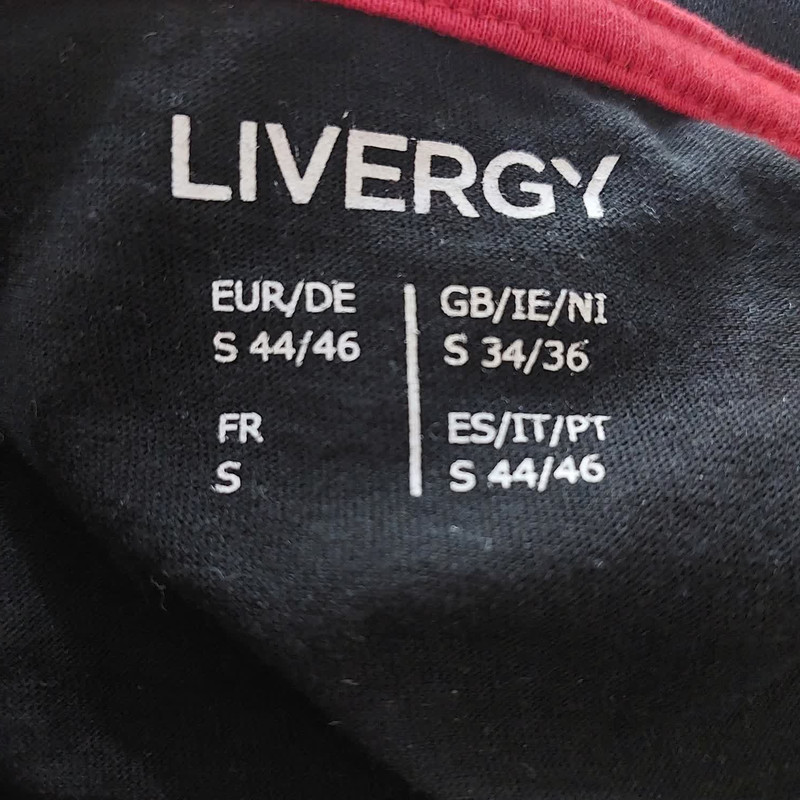 LIVERGY
EUR/DE
S 44/46
GB/IE/NI
S 34/36
FR
S
ES/IT/PT
S 44/46